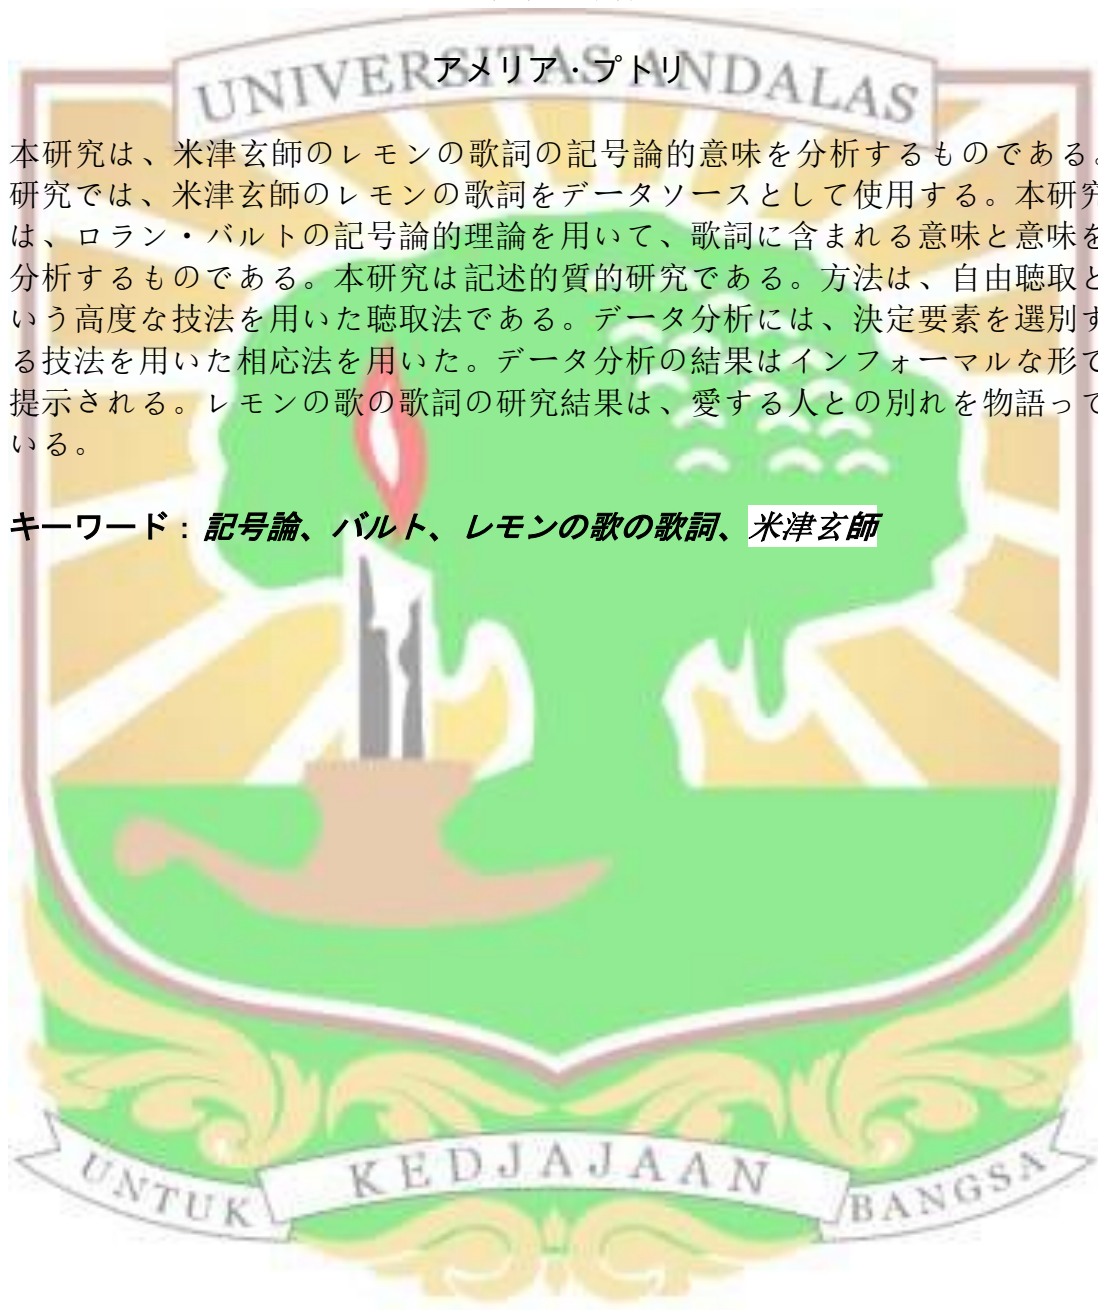 UNIVERSITAS ANDALAS
アメリア・プトリ
本研究は、米津玄師のレモンの歌詞の記号論的意味を分析するものである。
研究では、米津玄師のレモンの歌詞をデータソースとして使用する。本研究
は、ロラン・バルトの記号論的理論を用いて、歌詞に含まれる意味と意味を
分析するものである。本研究は記述的質的研究である。方法は、自由聴取と
いう高度な技法を用いた聴取法である。データ分析には、決定要素を選別す
る技法を用いた相応法を用いた。データ分析の結果はインフォーマルな形で
提示される。レモンの歌の歌詞の研究結果は、愛する人との別れを物語って
いる。
キーワード：記号論、バルト、レモンの歌の歌詞、米津玄師
UNTUK KEDJAJAAN BANGSA